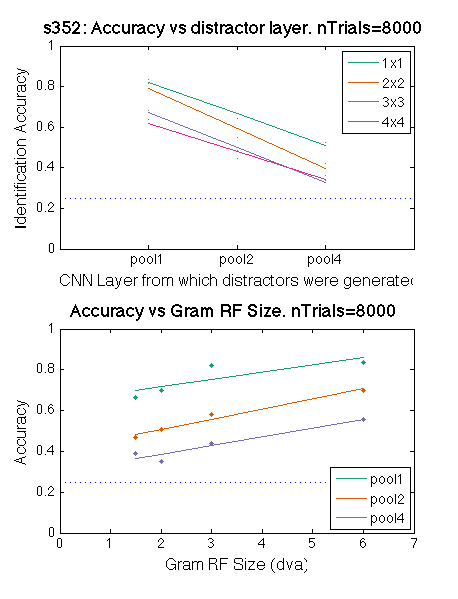 s352: Accuracy vs distractor layer. nTrials=8000
1
0.8
0.6
0.4
0.2
0
Identification Accuracy
1x1
2x2
3x3
4x4
pool1 pool2 pool4
CNN Layer from which distractors were generated
Accuracy vs Gram RF Size. nTrials=8000
1
0.8
0.6
0.4
0.2
0
Accuracy
pool1
pool2
pool4
0 1 2 3 4 5 6 7
Gram RF Size (dva)